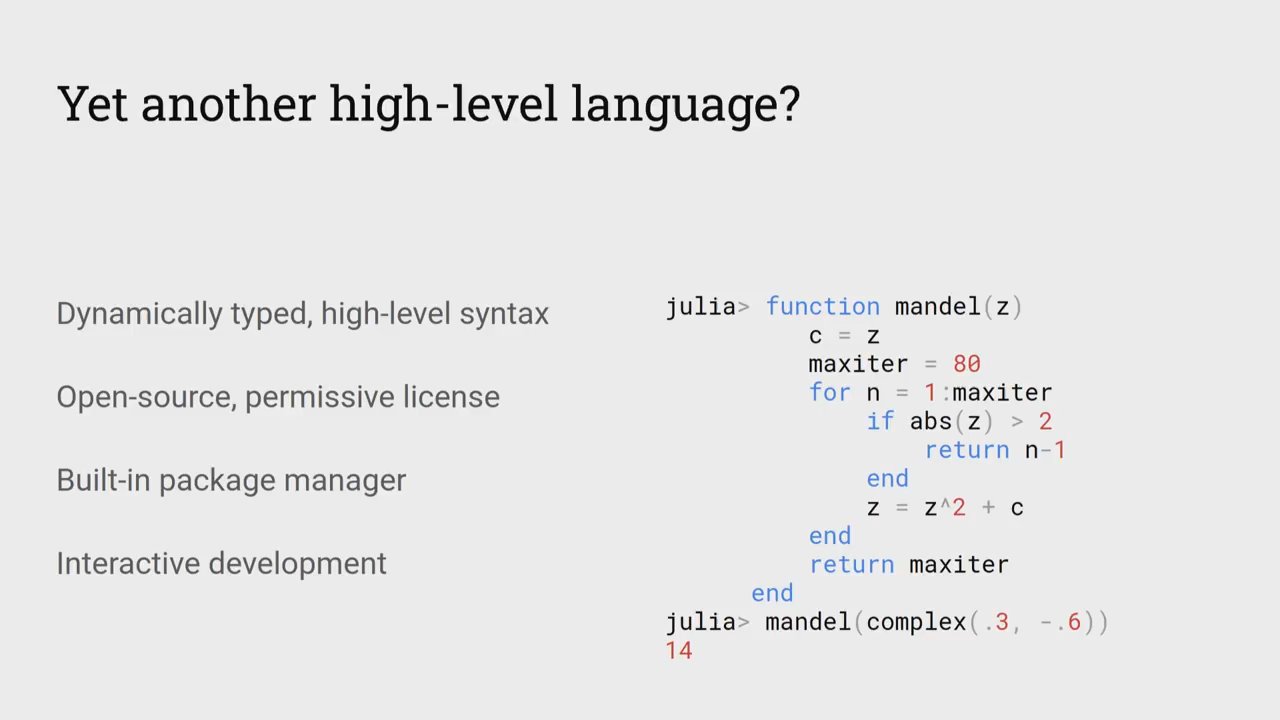 Yet another high-level language?
Dynamically typed, high-level syntax
Open-source, permissive license
Built-in package manager
Interactive development
julia> function mandel(z)
c = z
maxiter = 80
for n = 1:maxiter
if abs(z) > 2
return n-1
end
z = z^2 + c
end
return maxiter
end
julia> mandel(complex(.3, -.6))
14